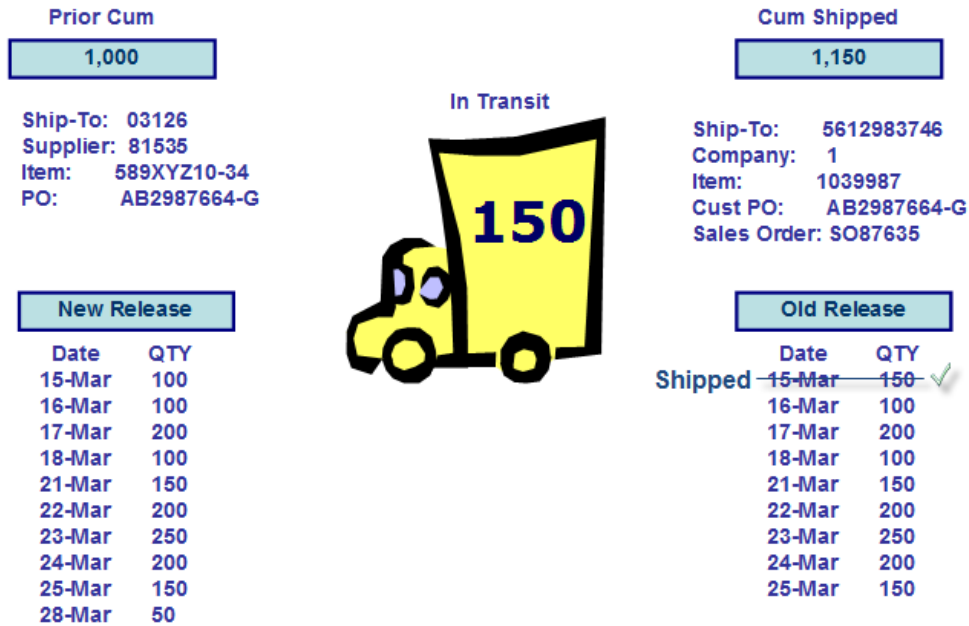 Prior Cum
1,000
Ship-To: 03126
Supplier: 81535
Item: 589XYZ10-34
PO: AB2987664-G
New Release
Date QTY
15-Mar 100
16-Mar 100
17-Mar 200
18-Mar 100
21-Mar 150
22-Mar 200
23-Mar 250
24-Mar 200
25-Mar 150
28-Mar 50
In Transit
150
Cum Shipped
1,150
Ship-To: 5612983746
Company: 1
Item: 1039987
Cust PO: AB2987664-G
Sales Order: SO87635
Old Release
Date QTY
Shipped 15-Mar 150
16-Mar 100
17-Mar 200
18-Mar 100
21-Mar 150
22-Mar 200
23-Mar 250
24-Mar 200
25-Mar 150